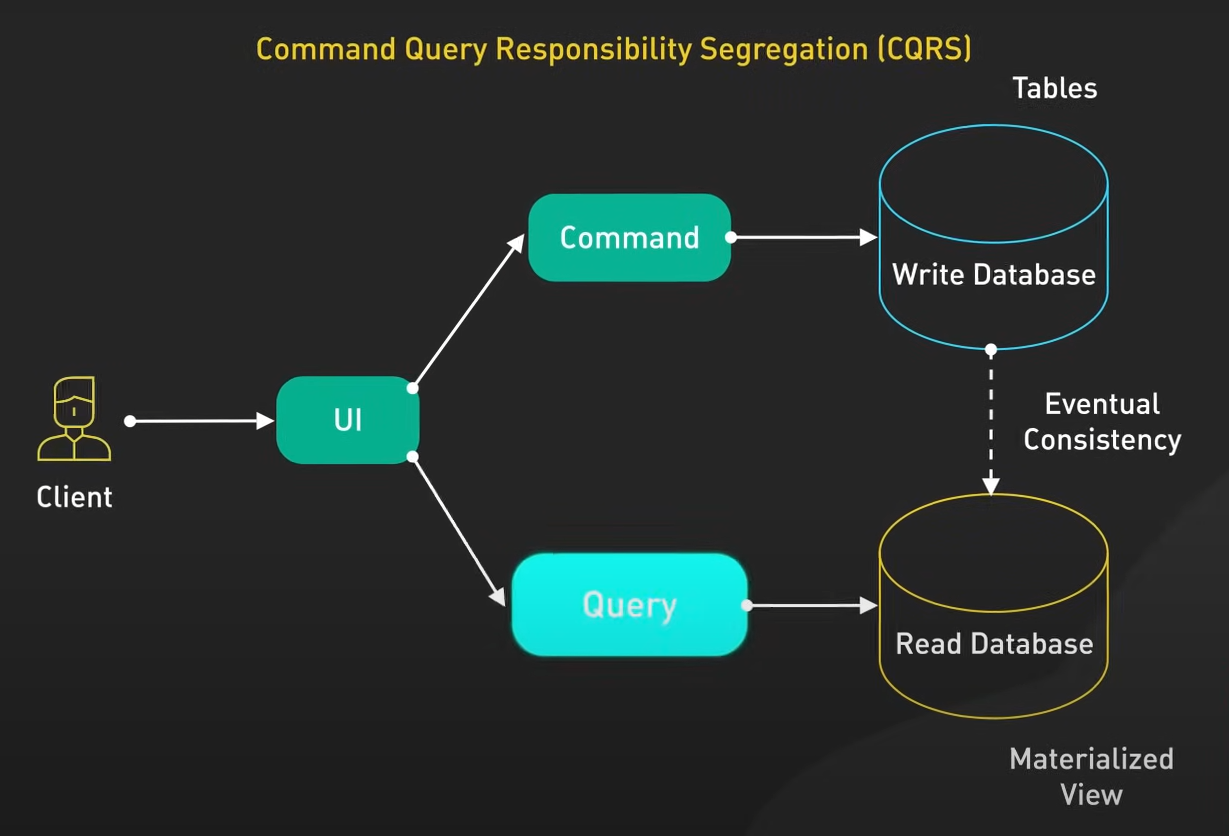 Command Query Responsibility Segregation (CQRS)
Tables
Command
Write Database
UI
Eventual
Consistency
Client
Query
Read Database
Materialized
View